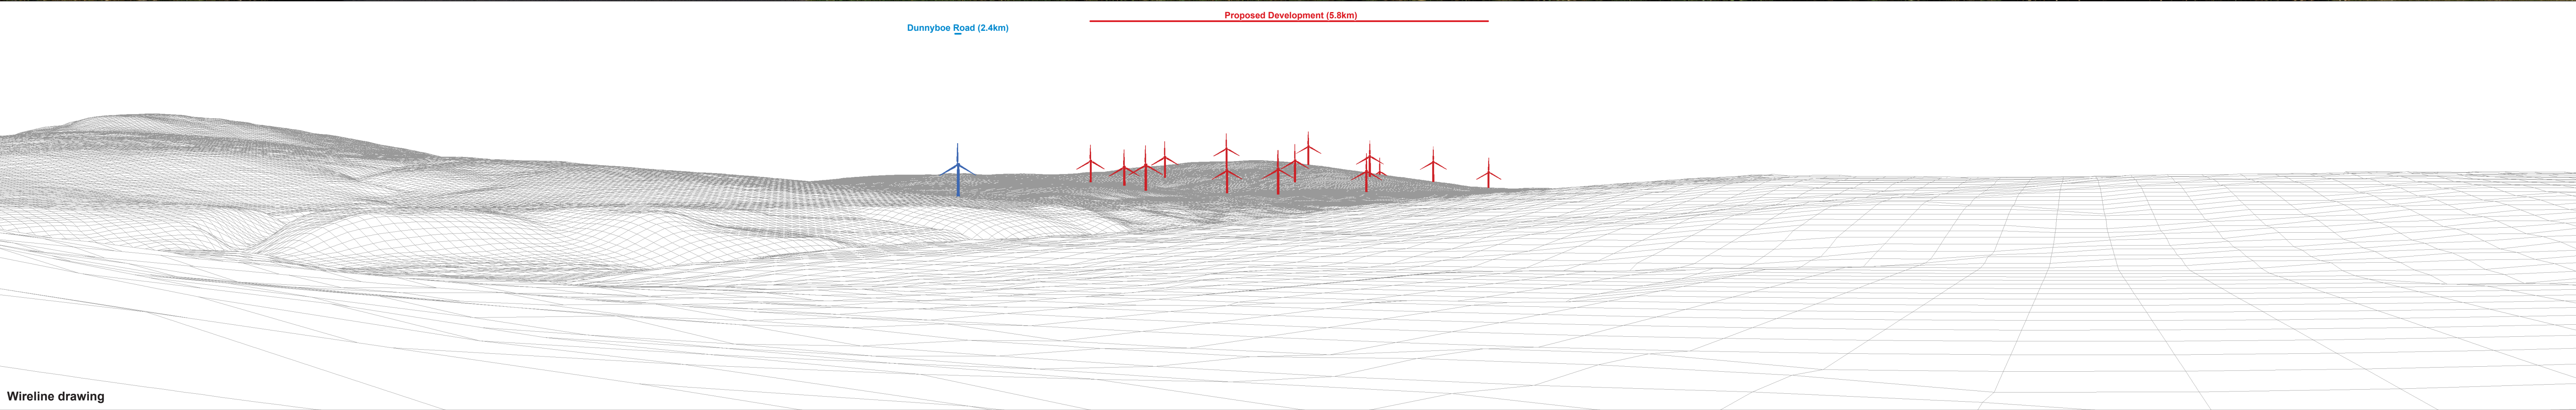 Proposed Development (5.8km)
Dunnyboe Road (2.4km)
Wireline drawing